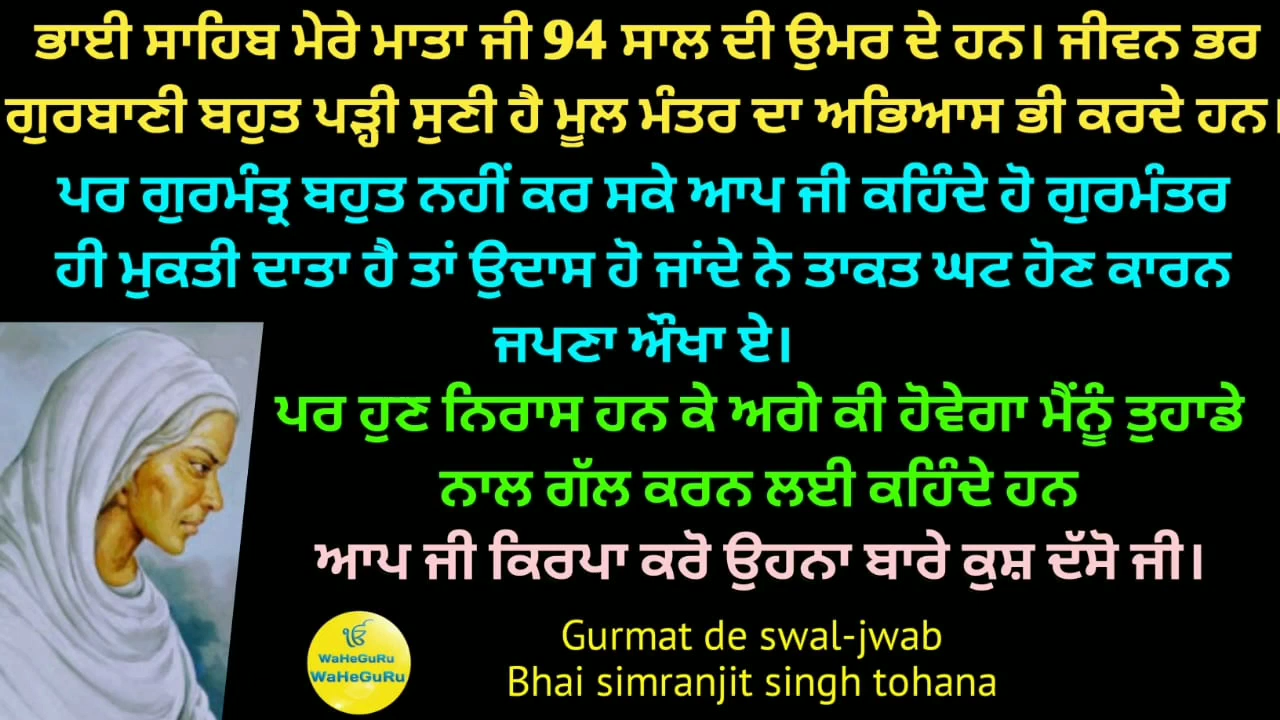 ਭਾਈ ਸਾਹਿਬ ਮੇਰੇ ਮਾਤਾ ਜੀ 94 ਸਾਲ ਦੀ ਉਮਰ ਦੇ ਹਨ। ਜੀਵਨ ਭਰ
ਗੁਰਬਾਣੀ ਬਹੁਤ ਪੜ੍ਹੀ ਸੁਣੀ ਹੈ ਮੂਲ ਮੰਤਰ ਦਾ ਅਭਿਆਸ ਭੀ ਕਰਦੇ ਹਨ।
ਪਰ ਗੁਰਮੰਤ੍ਰ ਬਹੁਤ ਨਹੀਂ ਕਰ ਸਕੇ ਆਪ ਜੀ ਕਹਿੰਦੇ ਹੋ ਗੁਰਮੰਤਰ
ਹੀ ਮੁਕਤੀ ਦਾਤਾ ਹੈ ਤਾਂ ਉਦਾਸ ਹੋ ਜਾਂਦੇ ਨੇ ਤਾਕਤ ਘਟ ਹੋਣ ਕਾਰਨ
ਜਪਣਾ ਔਖਾ ਏ।
ਪਰ ਹੁਣ ਨਿਰਾਸ ਹਨ ਕੇ ਅਗੇ ਕੀ ਹੋਵੇਗਾ ਮੈਂਨੂੰ ਤੁਹਾਡੇ
ਨਾਲ ਗੱਲ ਕਰਨ ਲਈ ਕਹਿੰਦੇ ਹਨ
ਆਪ ਜੀ ਕਿਰਪਾ ਕਰੋ ਉਹਨਾ ਬਾਰੇ ਕੁਸ਼ ਦੱਸੋ ਜੀ।
ੴ
WaHeGuRu
WaHeGuRu
Gurmat de swal-jwab
Bhai simranjit singh tohana